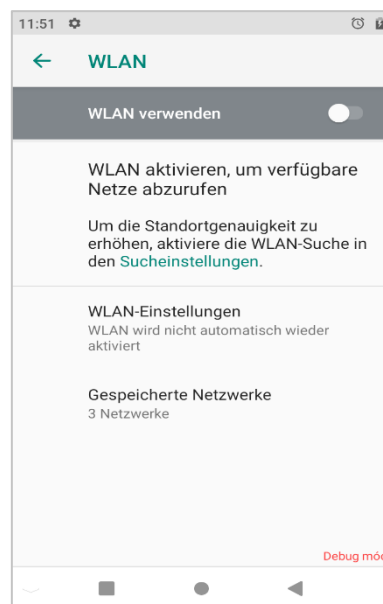 11:51
WLAN
WLAN verwenden
WLAN aktivieren, um verfügbare
Netze abzurufen
Um die Standortgenauigkeit zu
erhöhen, aktiviere die WLAN-Suche in
den Sucheinstellungen.
WLAN-Einstellungen
WLAN wird nicht automatisch wieder
aktiviert
Gespeicherte Netzwerke
3 Netzwerke
Debug